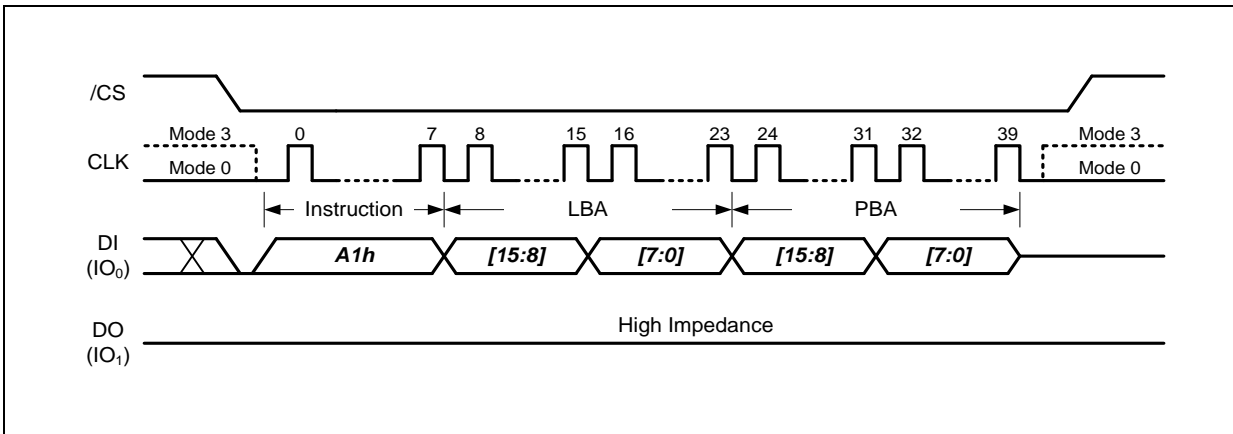 /CS
Mode 3 0 7 8 15 16 23 24 31 32 39 Mode 3
CLK
Mode 0 Mode 0
Instruction LBA PBA
DI
(IO₀)
A1h [15:8] [7:0] [15:8] [7:0]
High Impedance
DO
(IO₁)